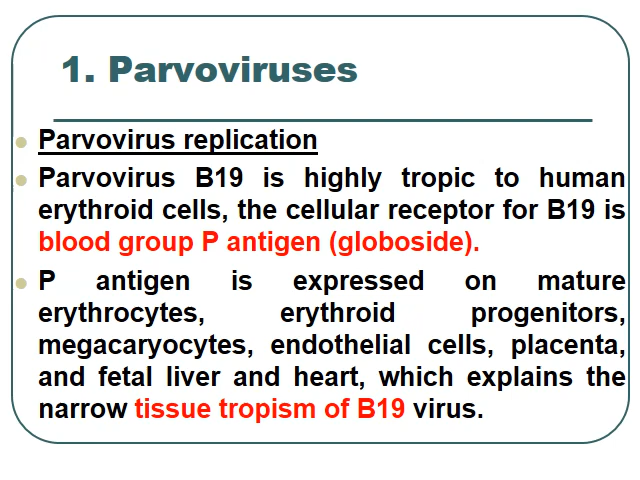 1. Parvoviruses
Parvovirus replication
Parvovirus B19 is highly tropic to human
erythroid cells, the cellular receptor for B19 is
blood group P antigen (globoside).
P antigen is expressed on mature
erythrocytes, erythroid progenitors,
megacaryocytes, endothelial cells, placenta,
and fetal liver and heart, which explains the
narrow tissue tropism of B19 virus.